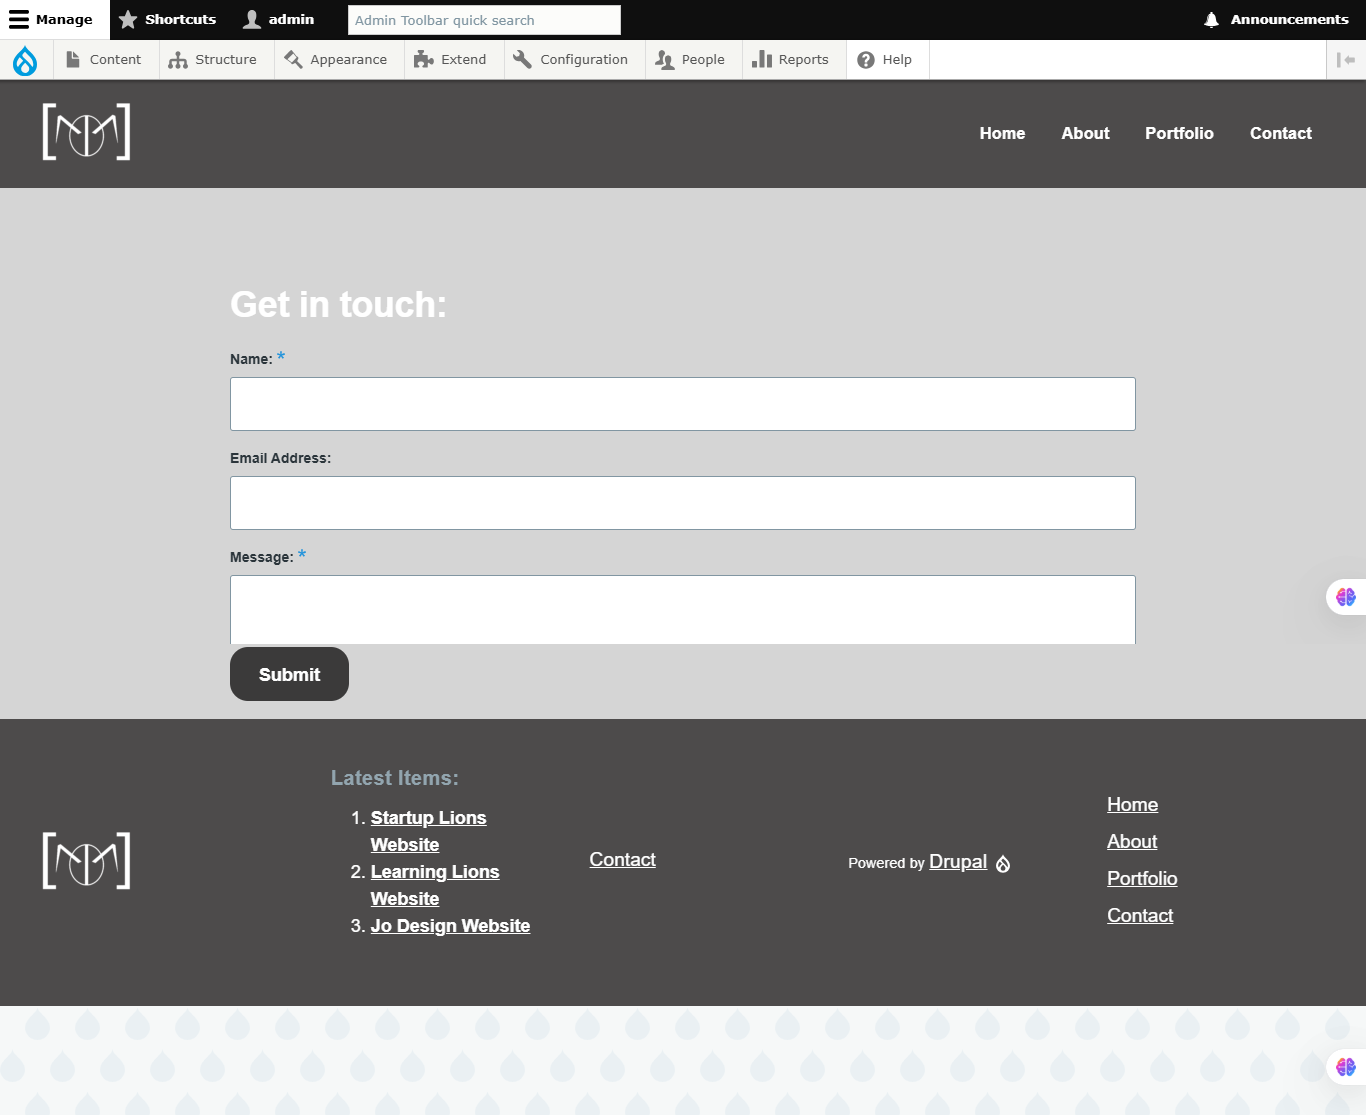 Manage Shortcuts admin Admin Toolbar quick search Announcements
Content Structure Appearance Extend Configuration People Reports Help
Home About Portfolio Contact
Get in touch:
Name: *
Email Address:
Message: *
Submit
Latest Items:
1. Startup Lions
Website
2. Learning Lions
Website
3. Jo Design Website
Contact
Powered by Drupal
Home
About
Portfolio
Contact